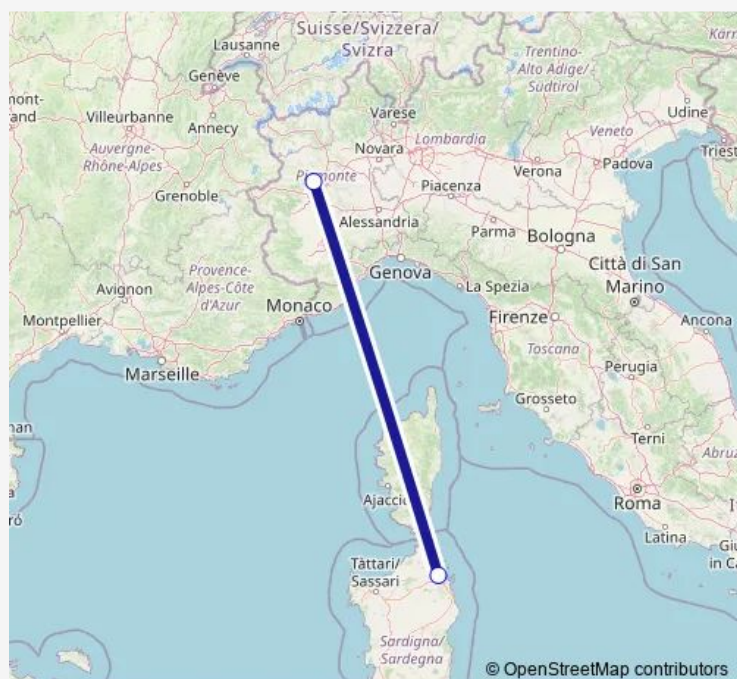 Suisse/Svizzera/
Svizra
Lausanne
Genève
Annecy
Villeurbanne
Auvergne-
Rhône-Alpes
Grenoble
Varese
Novara
Lombardia
Trentino-
Alto Adige/
Südtirol
Udine
Veneto
Padova
Verona
Piacenza
Alessandria
Parma
Bologna
Genova
La Spezia
Città di San
Marino
Provence-
Alpes-Côte
d'Azur
Avignon
Montpellier
Monaco
Marseille
Firenze
Toscana
Ancona
Perugia
Grosseto
Terni
Roma
Latina
Tàttari/
Sassari
Sardigna/
Sardegna
© OpenStreetMap contributors